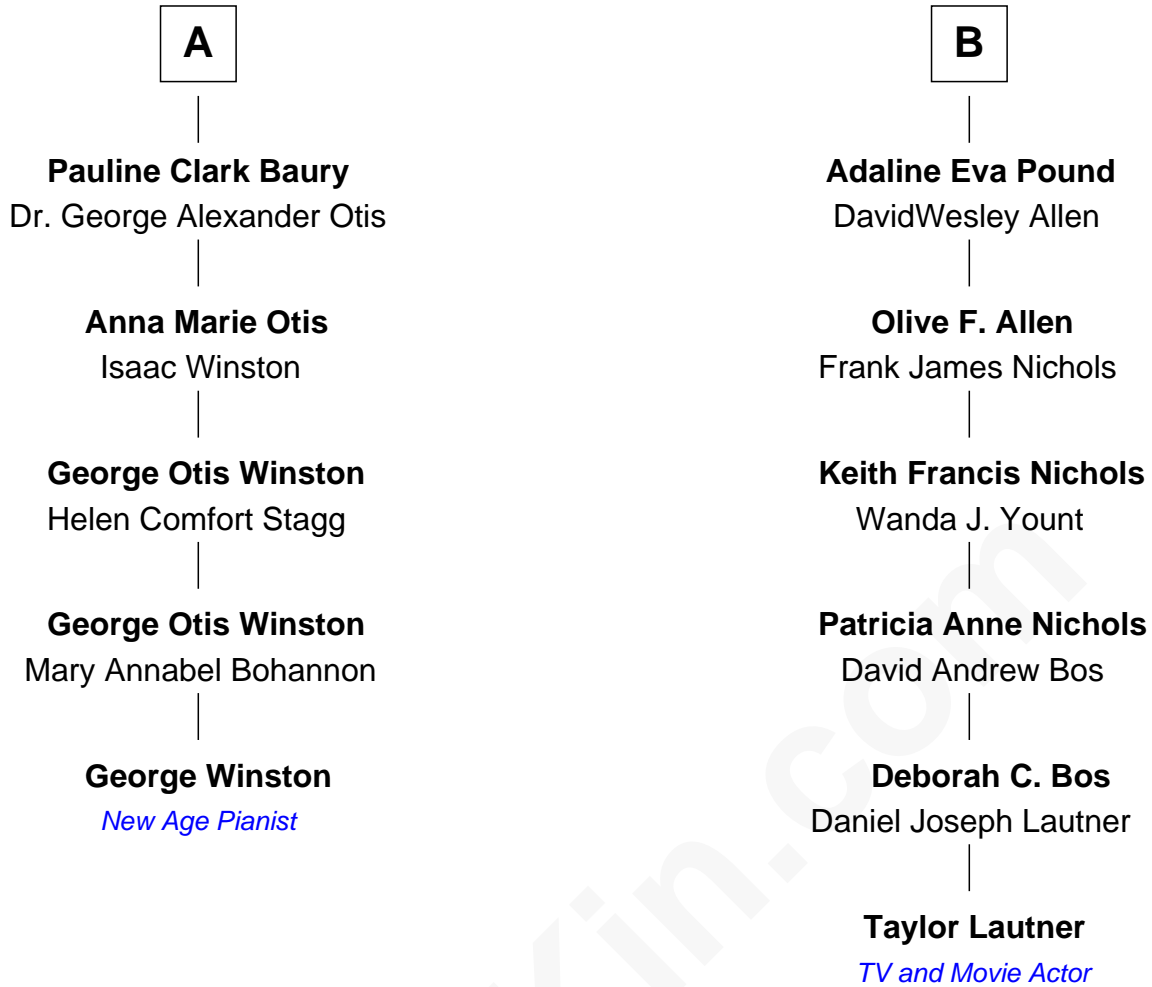 A
Pauline Clark Baury
Dr. George Alexander Otis
Anna Marie Otis
Isaac Winston
George Otis Winston
Helen Comfort Stagg
George Otis Winston
Mary Annabel Bohannon
George Winston
New Age Pianist
B
Adaline Eva Pound
DavidWesley Allen
Olive F. Allen
Frank James Nichols
Keith Francis Nichols
Wanda J. Yount
Patricia Anne Nichols
David Andrew Bos
Deborah C. Bos
Daniel Joseph Lautner
Taylor Lautner
TV and Movie Actor
Kin.com